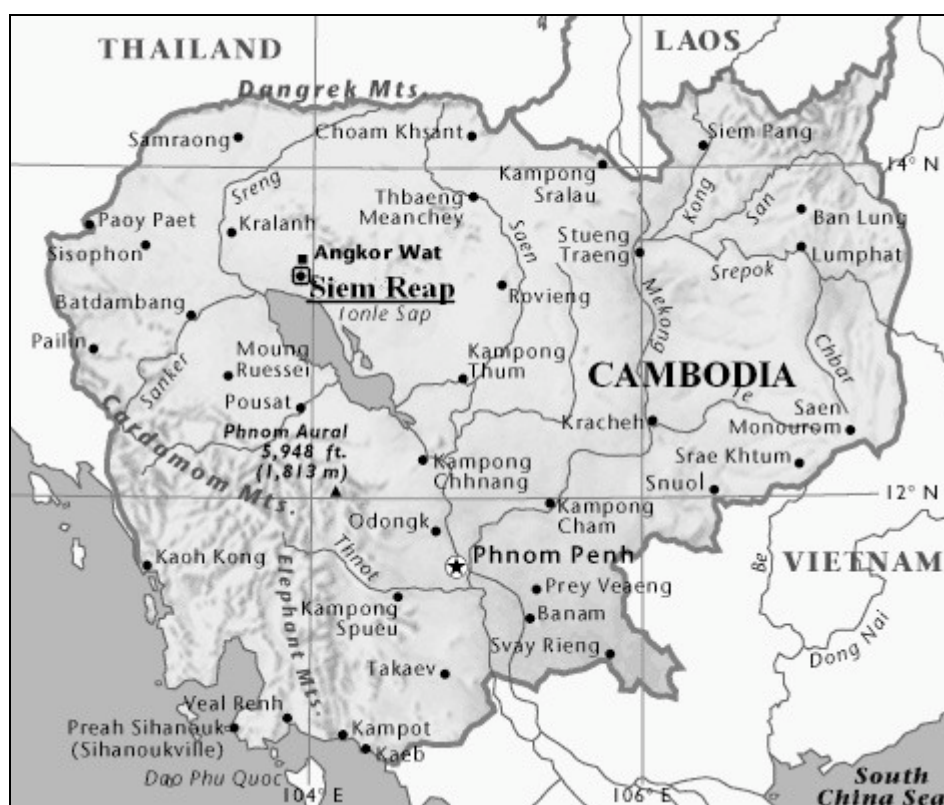 THAILAND
LAOS
Dangrek Mts.
Samraong
Choam Khsant
Siem Pang
Kampong
Sralau
14° N
Sreng
Thbaeng
Meanchey
Kong
San
Paoy Paet
Kralanh
Ban Lung
Sisophon
Saen
Stueng
Traeng
Lumphat
Angkor Wat
Srepok
Siem Reap
Rovieng
Tonle Sap
Batdambang
Mekong
Pailin
Moung
Ruessei
Kampong
Thum
Chbar
Sanker
CAMBODIA
Pousat
Kracheh
e
Saen
Monourom
Cardamom Mts.
Phnom Aural
5,948 ft.
(1,813 m)
Kampong
Chhnang
Srae Khtum
Snuol
12° N
Kampong
Cham
Odongk
Phnom Penh
Kaoh Kong
Thnot
Be
VIETNAM
Elephant Mts.
Kampong
Spueu
Prey Veaeng
Banam
Svay Rieng
Dong Nai
Takaev
Veal Renh
Preah Sihanouk
(Sihanoukville)
Kampot
Kaeb
Dao Phu Quoc
104° E
106° E
South
China Sea